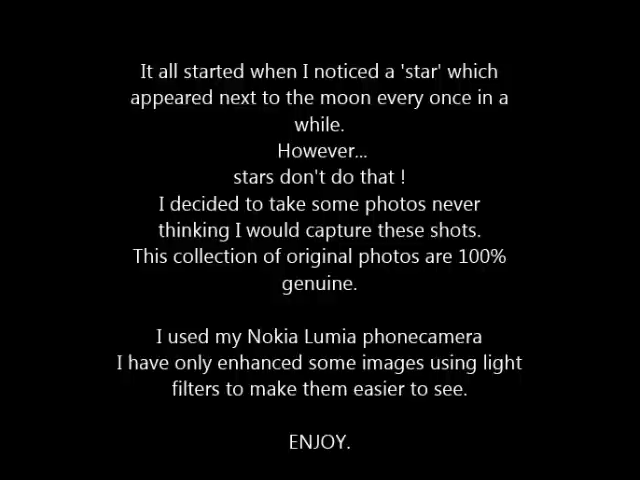 It all started when I noticed a 'star' which
appeared next to the moon every once in a
while.
However...
stars don't do that !
I decided to take some photos never
thinking I would capture these shots.
This collection of original photos are 100%
genuine.
I used my Nokia Lumia phonecamera
I have only enhanced some images using light
filters to make them easier to see.
ENJOY.